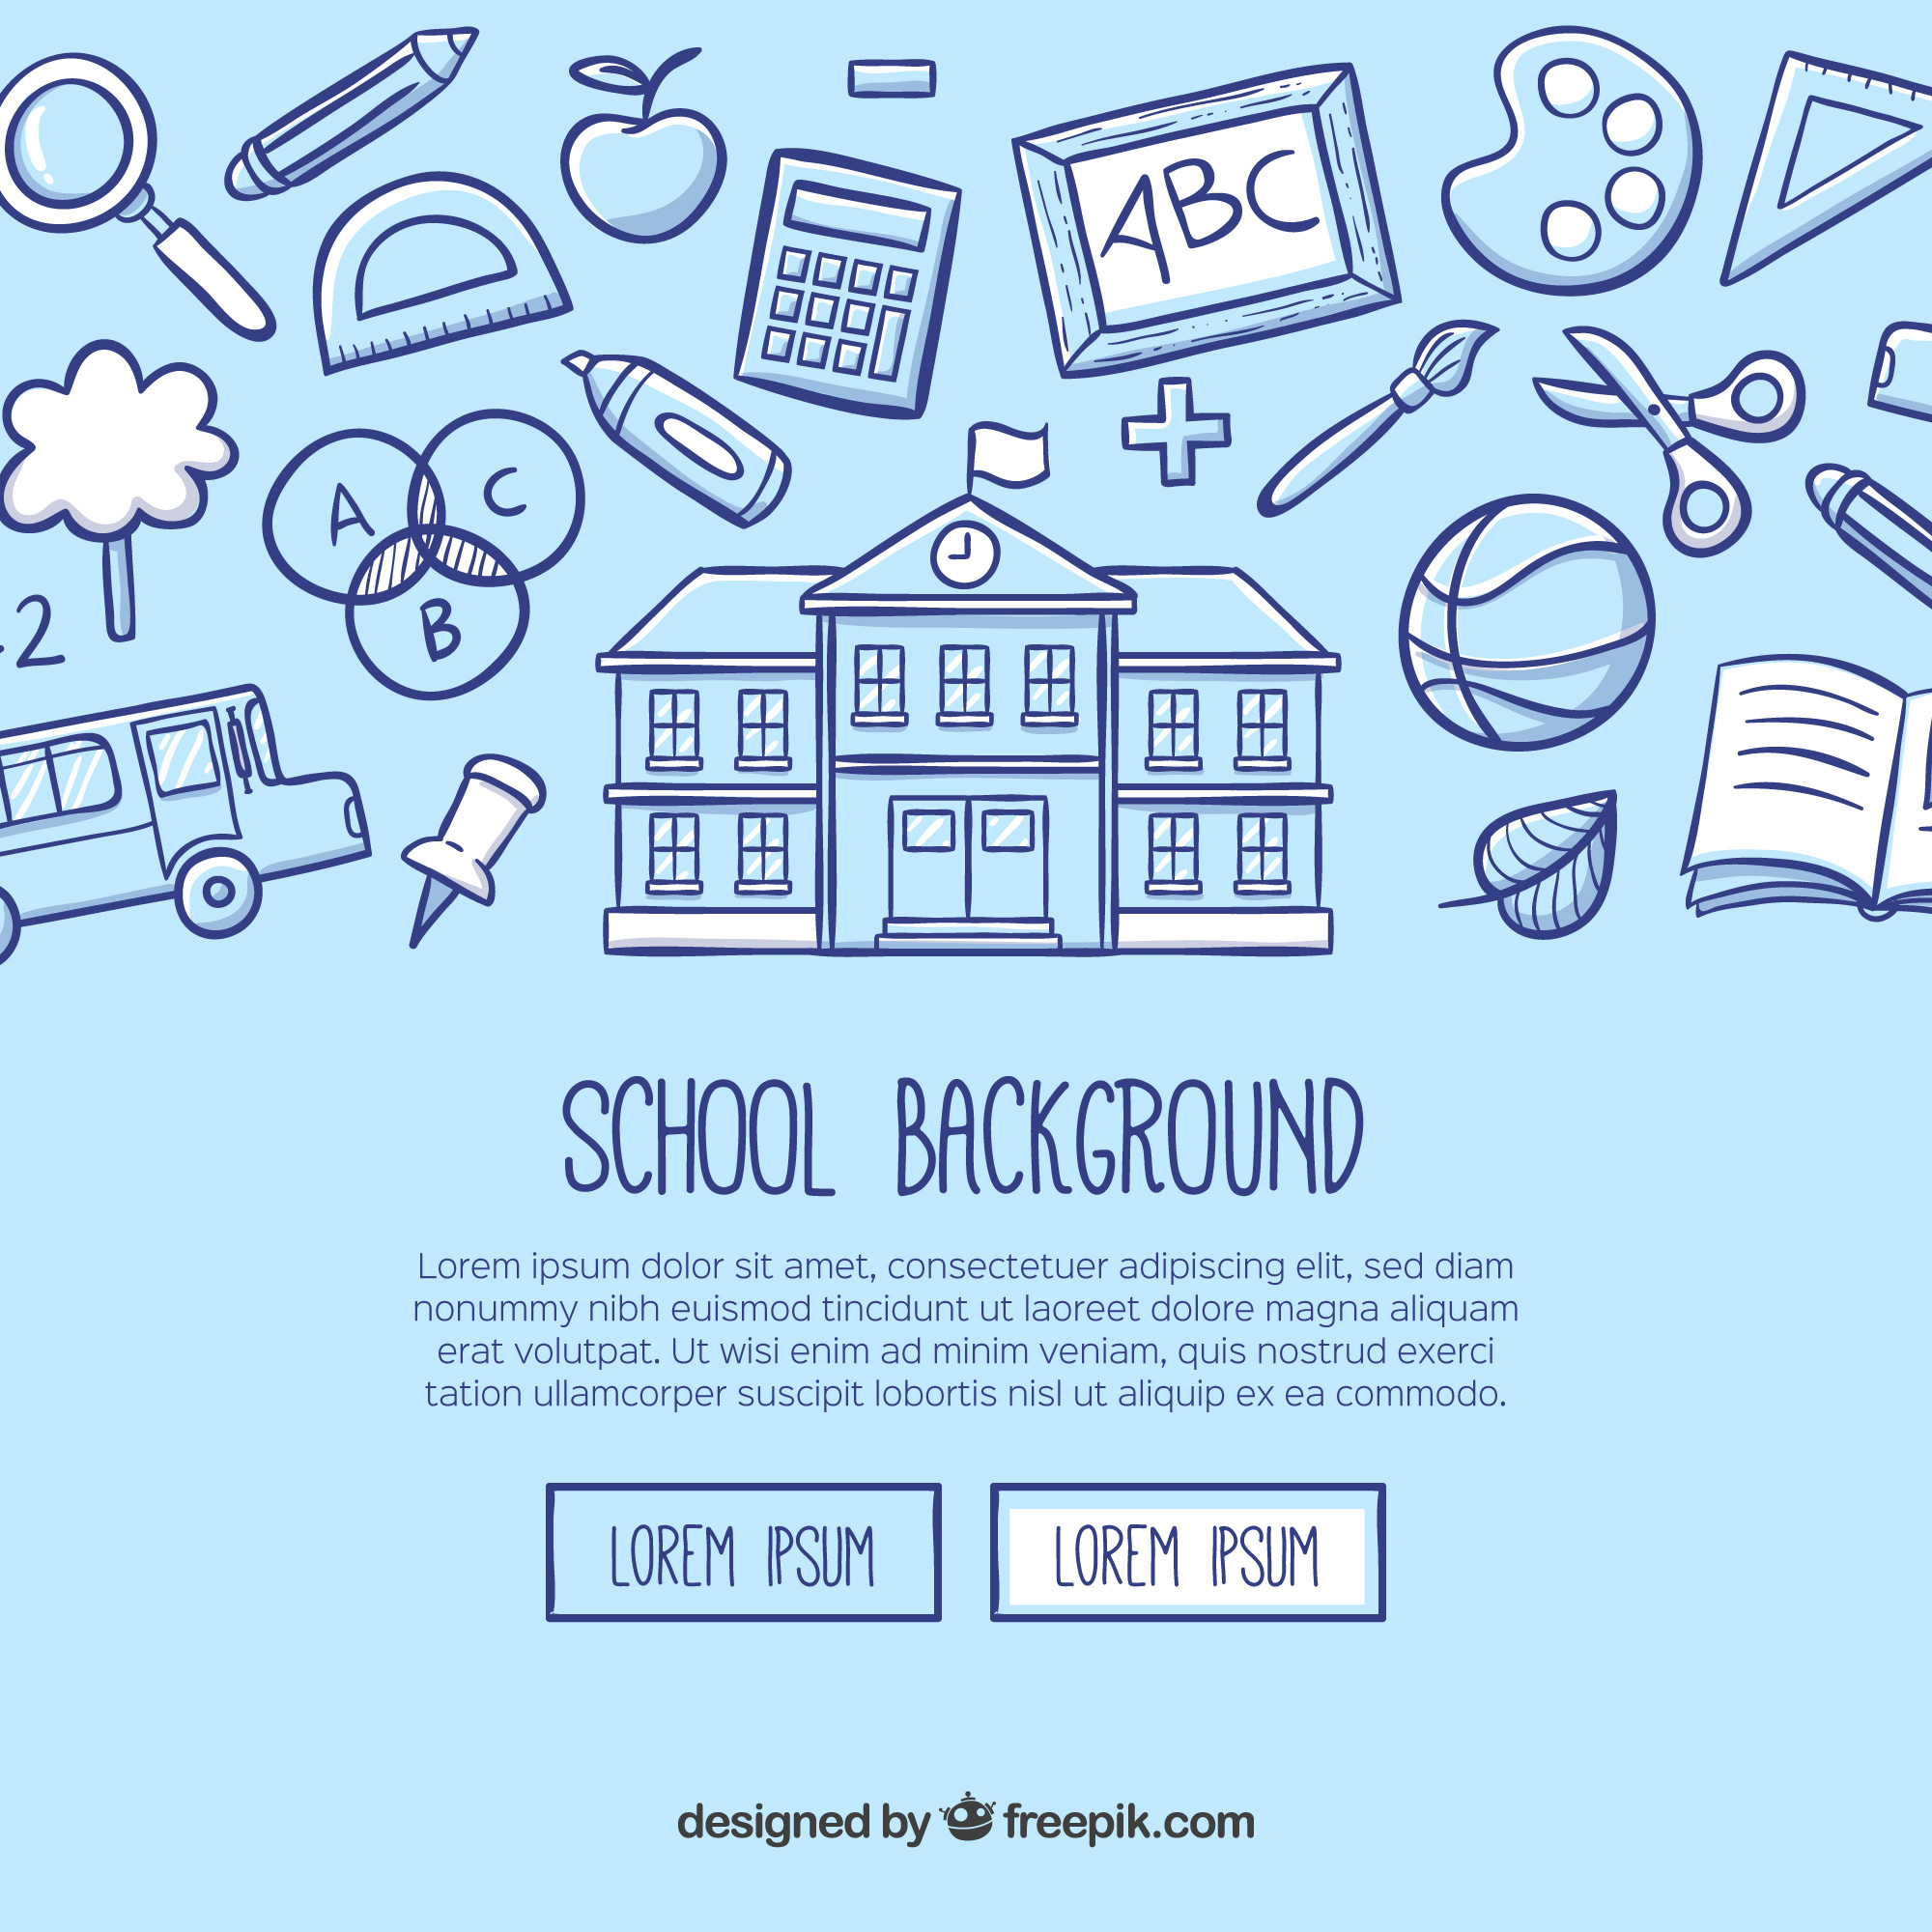 ABC
A
C
B
2
SCHOOL BACKGROUND
Lorem ipsum dolor sit amet, consectetuer adipiscing elit, sed diam
nonummy nibh euismod tincidunt ut laoreet dolore magna aliquam
erat volutpat. Ut wisi enim ad minim veniam, quis nostrud exerci
tation ullamcorper suscipit lobortis nisl ut aliquip ex ea commodo.
LOREM IPSUM LOREM IPSUM
designed by freepik.com